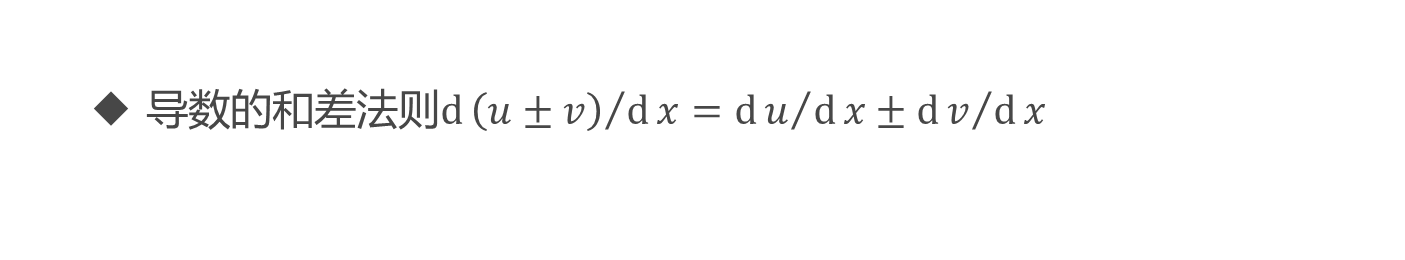 ◆ 导数的和差法则d (u ± v)/d x = d u/d x ± d v/d x